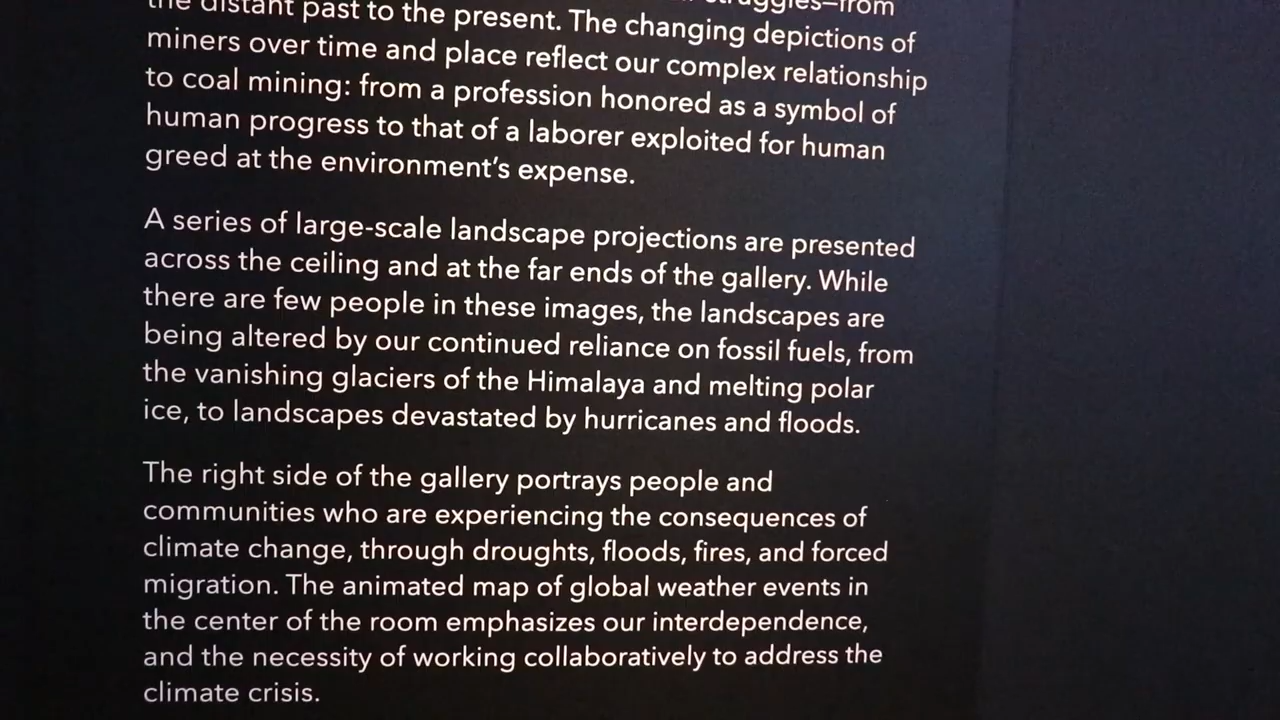 struggles—from
the distant past to the present. The changing depictions of
miners over time and place reflect our complex relationship
to coal mining: from a profession honored as a symbol of
human progress to that of a laborer exploited for human
greed at the environment’s expense.
A series of large-scale landscape projections are presented
across the ceiling and at the far ends of the gallery. While
there are few people in these images, the landscapes are
being altered by our continued reliance on fossil fuels, from
the vanishing glaciers of the Himalaya and melting polar
ice, to landscapes devastated by hurricanes and floods.
The right side of the gallery portrays people and
communities who are experiencing the consequences of
climate change, through droughts, floods, fires, and forced
migration. The animated map of global weather events in
the center of the room emphasizes our interdependence,
and the necessity of working collaboratively to address the
climate crisis.